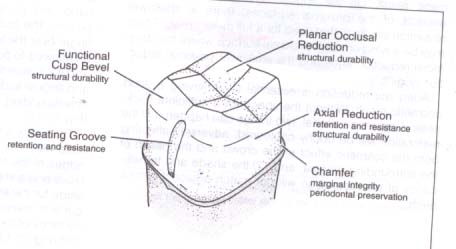 Functional
Cusp Bevel
structural durability
Seating Groove
retention and resistance
Planar Occlusal
Reduction
structural durability
Axial Reduction
retention and resistance
structural durability
Chamfer
marginal integrity
periodontal preservation